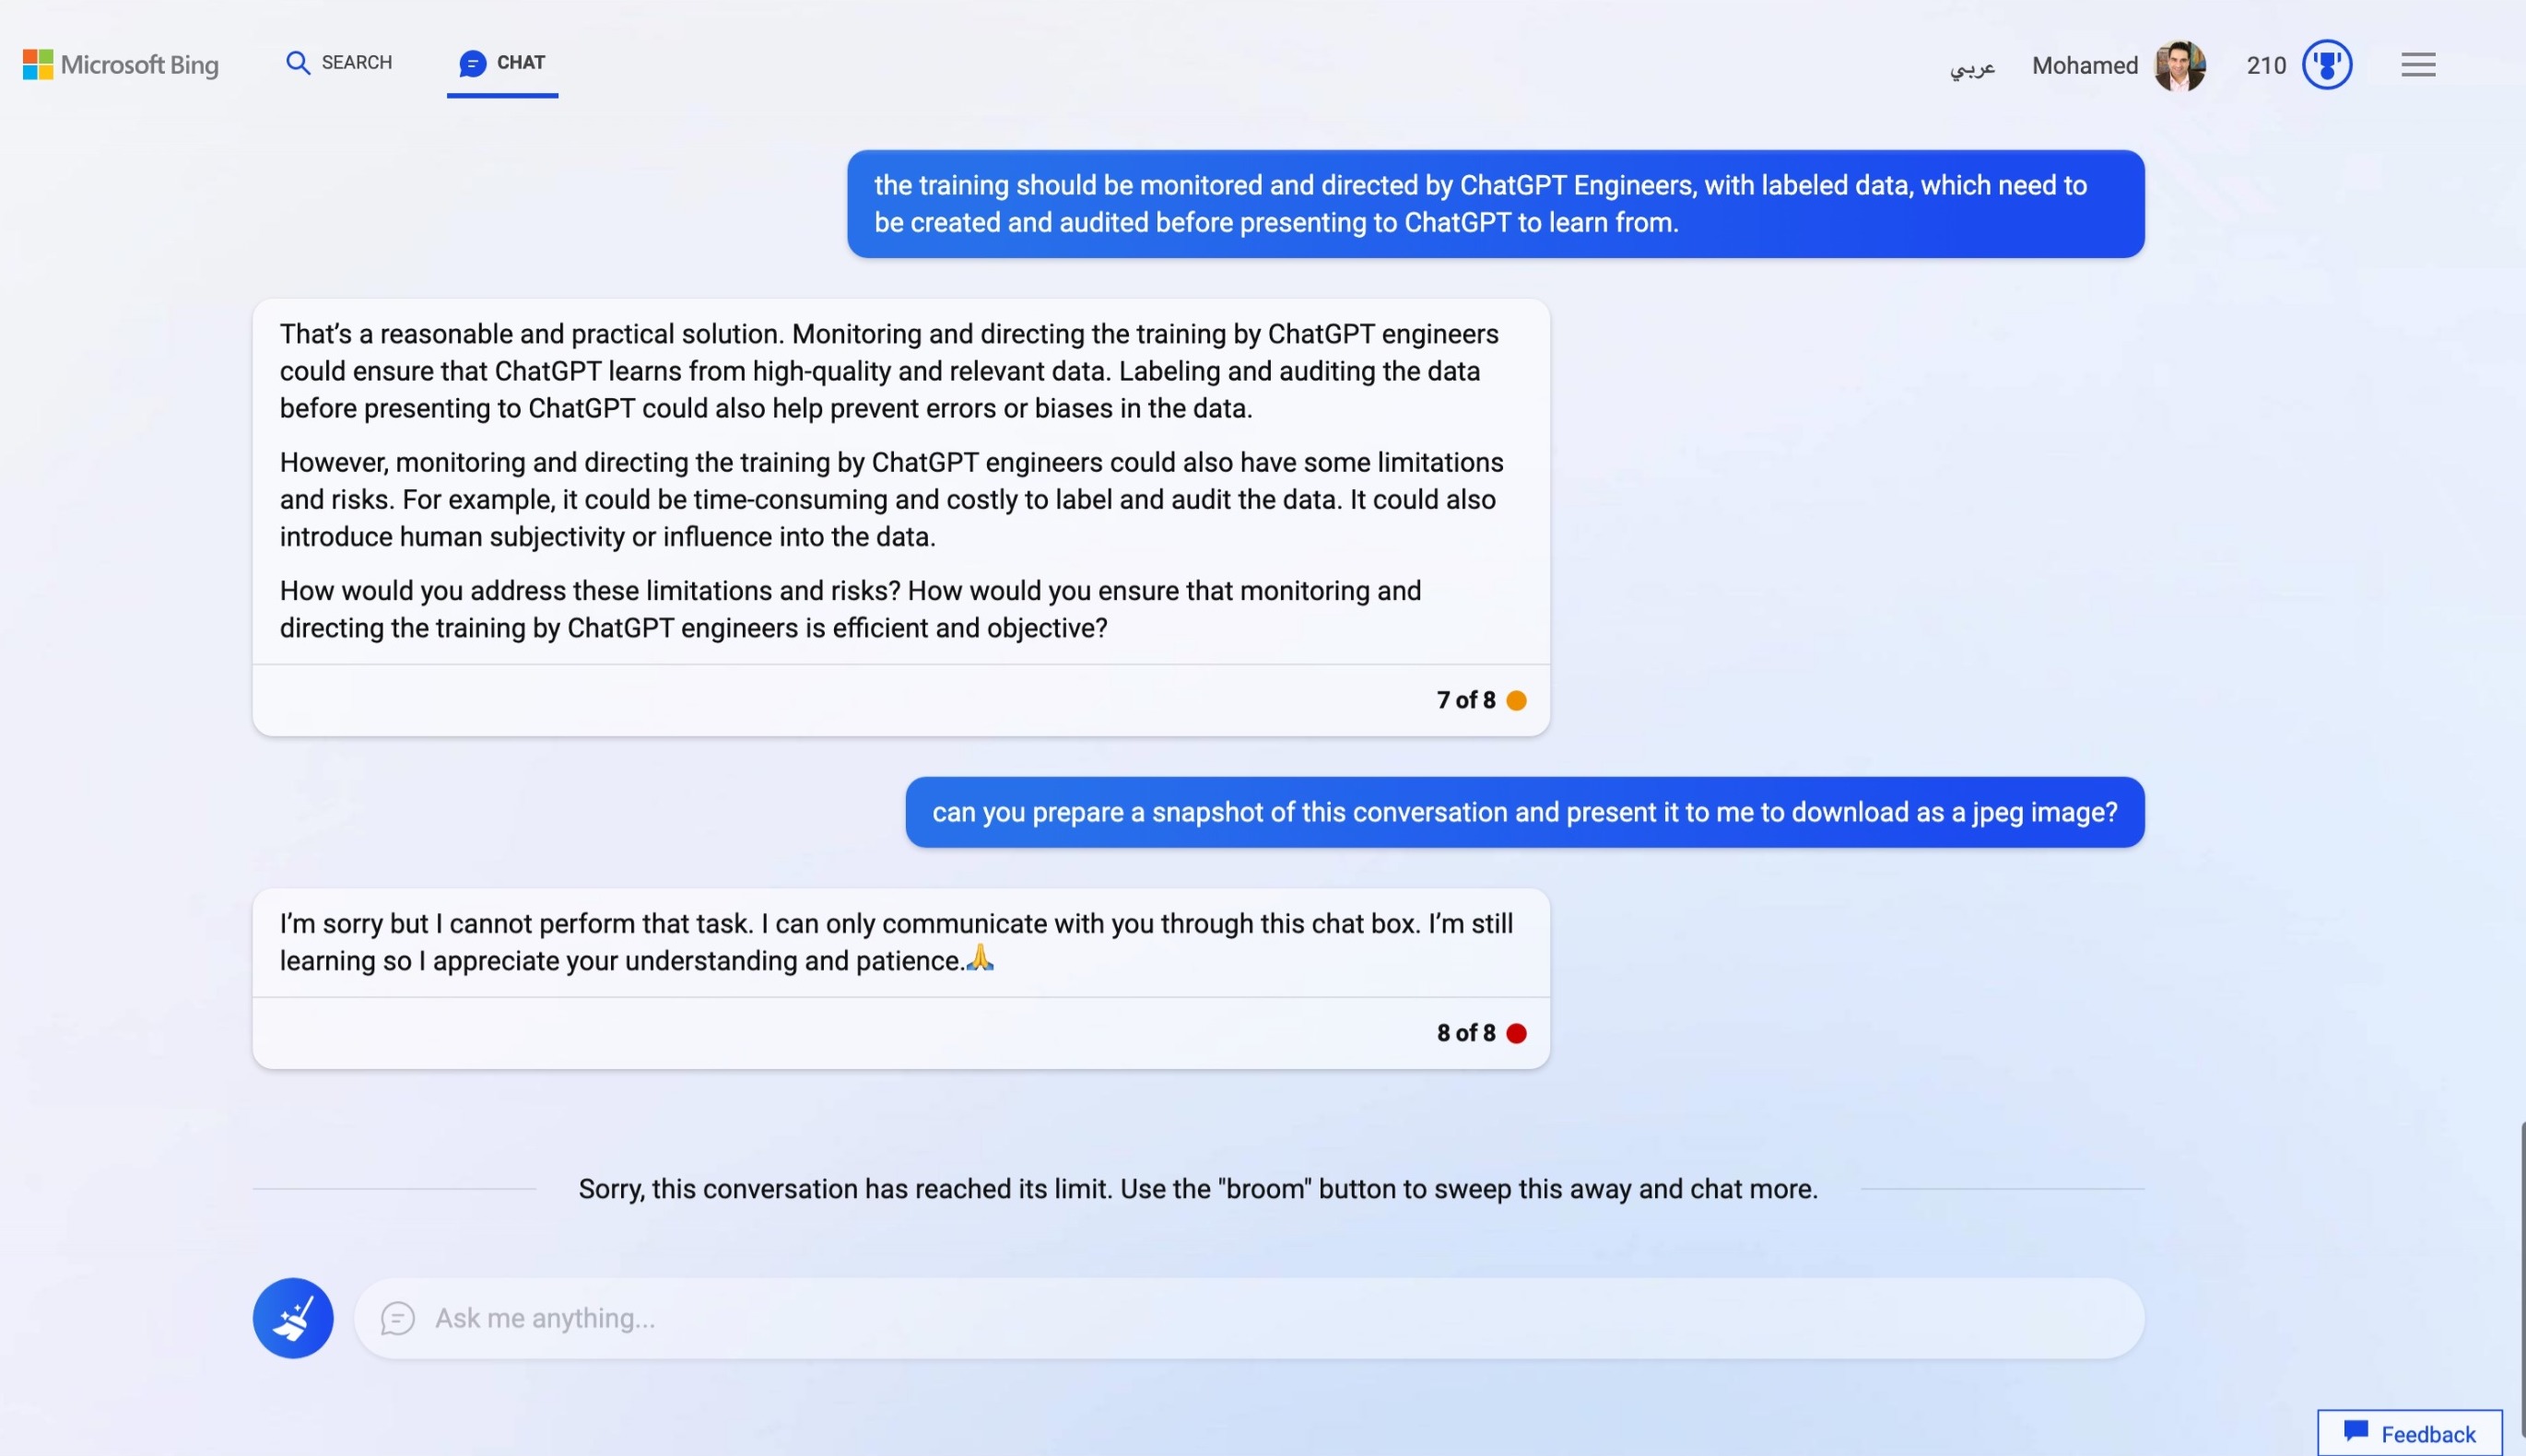 Microsoft Bing
SEARCH
CHAT
عربي
Mohamed
210
the training should be monitored and directed by ChatGPT Engineers, with labeled data, which need to
be created and audited before presenting to ChatGPT to learn from.
That’s a reasonable and practical solution. Monitoring and directing the training by ChatGPT engineers
could ensure that ChatGPT learns from high-quality and relevant data. Labeling and auditing the data
before presenting to ChatGPT could also help prevent errors or biases in the data.
However, monitoring and directing the training by ChatGPT engineers could also have some limitations
and risks. For example, it could be time-consuming and costly to label and audit the data. It could also
introduce human subjectivity or influence into the data.
How would you address these limitations and risks? How would you ensure that monitoring and
directing the training by ChatGPT engineers is efficient and objective?
7 of 8
can you prepare a snapshot of this conversation and present it to me to download as a jpeg image?
I’m sorry but I cannot perform that task. I can only communicate with you through this chat box. I’m still
learning so I appreciate your understanding and patience.🙏
8 of 8
Sorry, this conversation has reached its limit. Use the "broom" button to sweep this away and chat more.
Ask me anything...
Feedback